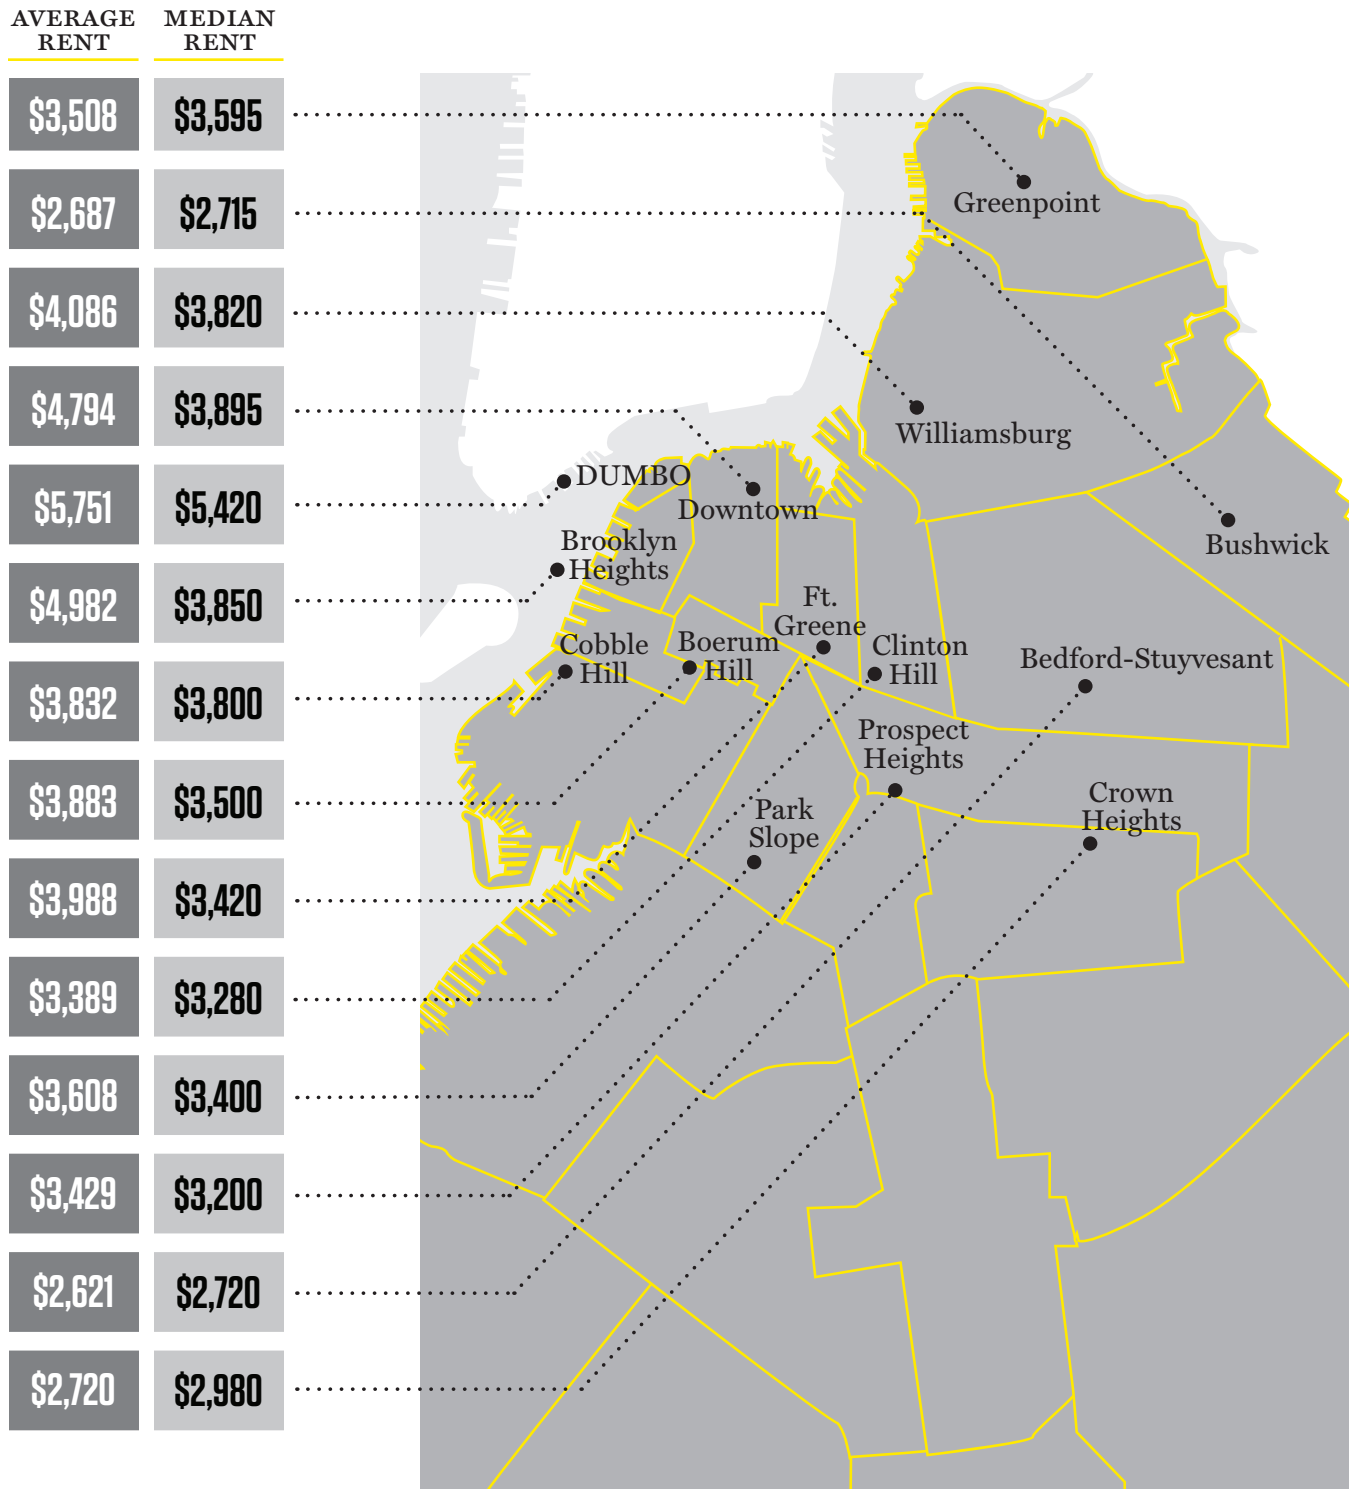 AVERAGE
RENT
MEDIAN
RENT
$3,508 $3,595
$2,687 $2,715
$4,086 $3,820
$4,794 $3,895
$5,751 $5,420
$4,982 $3,850
$3,832 $3,800
$3,883 $3,500
$3,988 $3,420
$3,389 $3,280
$3,608 $3,400
$3,429 $3,200
$2,621 $2,720
$2,720 $2,980
Greenpoint
Williamsburg
DUMBO
Downtown
Bushwick
Brooklyn
Heights
Ft.
Greene
Cobble
Hill
Boerum
Hill
Clinton
Hill
Bedford-Stuyvesant
Prospect
Heights
Park
Slope
Crown
Heights